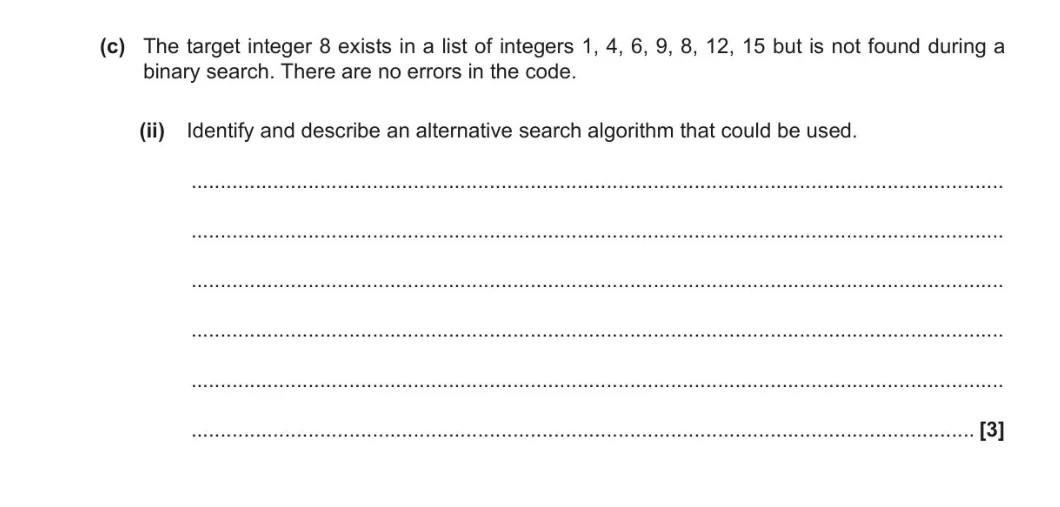 (c) The target integer 8 exists in a list of integers 1, 4, 6, 9, 8, 12, 15 but is not found during a
binary search. There are no errors in the code.
(ii) Identify and describe an alternative search algorithm that could be used.
..........................................................................................................................................
..........................................................................................................................................
..........................................................................................................................................
..........................................................................................................................................
..........................................................................................................................................
..................................................................................................................................... [3]